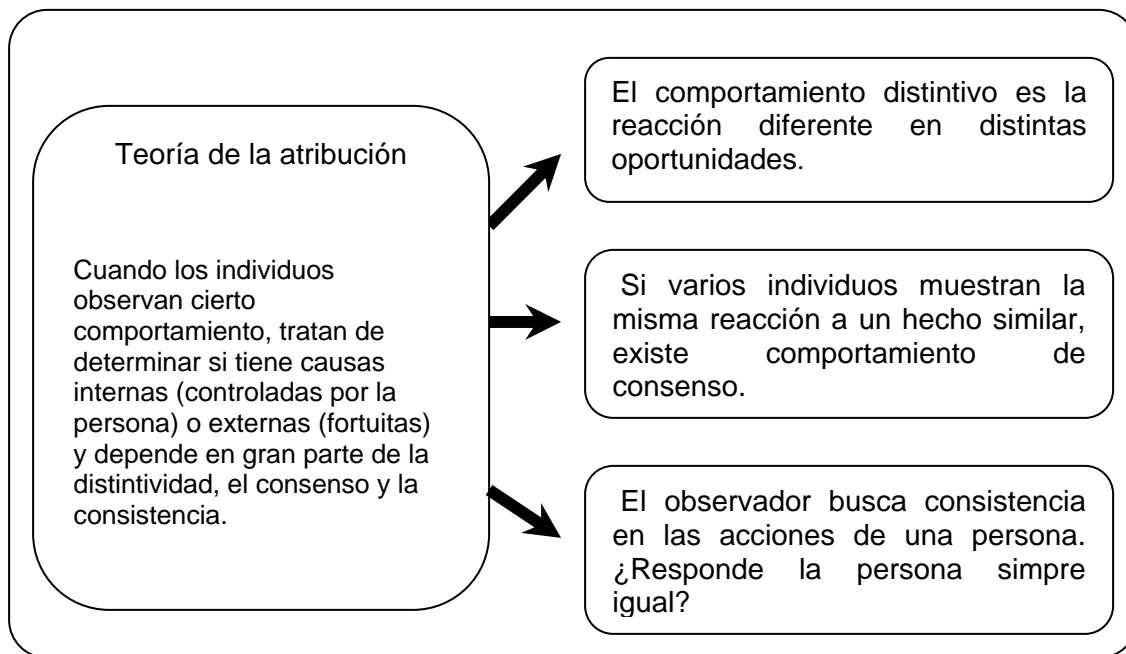 Teoría de la atribución
Cuando los individuos
observan cierto
comportamiento, tratan de
determinar si tiene causas
internas (controladas por la
persona) o externas (fortuitas)
y depende en gran parte de la
distintividad, el consenso y la
consistencia.
El comportamiento distintivo es la
reacción diferente en distintas
oportunidades.
Si varios individuos muestran la
misma reacción a un hecho similar,
existe comportamiento de
consenso.
El observador busca consistencia
en las acciones de una persona.
¿Responde la persona simpre
igual?